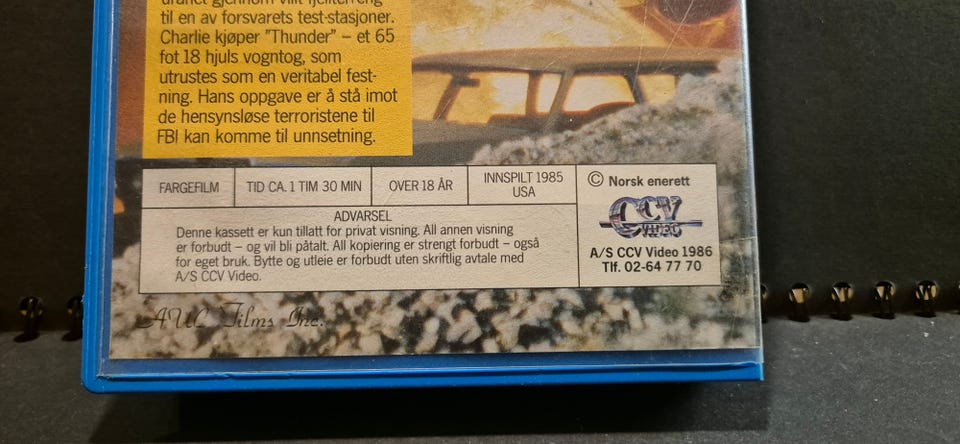 uranet gjennom vilt fjellterreng
til en av forsvarets test-stasjoner.
Charlie kjøper "Thunder" – et 65
fot 18 hjuls vogntog, som
utrustes som en veritabel fest-
ning. Hans oppgave er å stå imot
de hensynsløse terroristene til
FBI kan komme til unnsetning.
FARGEFILM
TID CA. 1 TIM 30 MIN
OVER 18 ÅR
INNSPILT 1985
USA
ADVARSEL
Denne kassett er kun tillatt for privat visning. All annen visning
er forbudt – og vil bli påtalt. All kopiering er strengt forbudt – også
for eget bruk. Bytte og utleie er forbudt uten skriftlig avtale med
A/S CCV Video.
© Norsk enerett
CCV
VIDEO
A/S CCV Video 1986
Tlf. 02-64 77 70
AUC Films Inc.